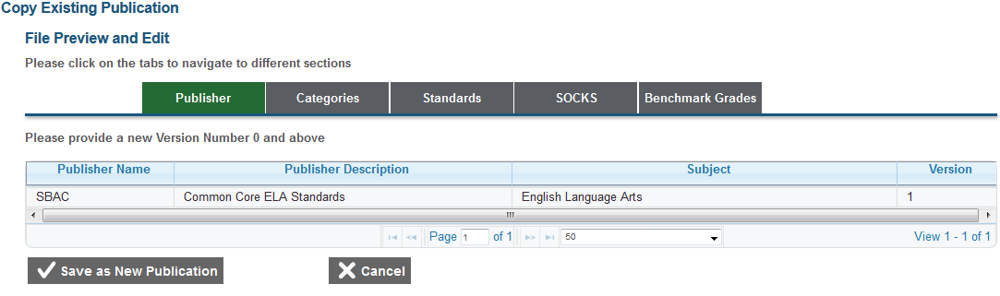 Copy Existing Publication
File Preview and Edit
Please click on the tabs to navigate to different sections
Publisher Categories Standards SOCKS Benchmark Grades
Please provide a new Version Number 0 and above
Publisher Name Publisher Description Subject Version
SBAC Common Core ELA Standards English Language Arts 1
Page 1 of 1 50 View 1 - 1 of 1
Save as New Publication Cancel